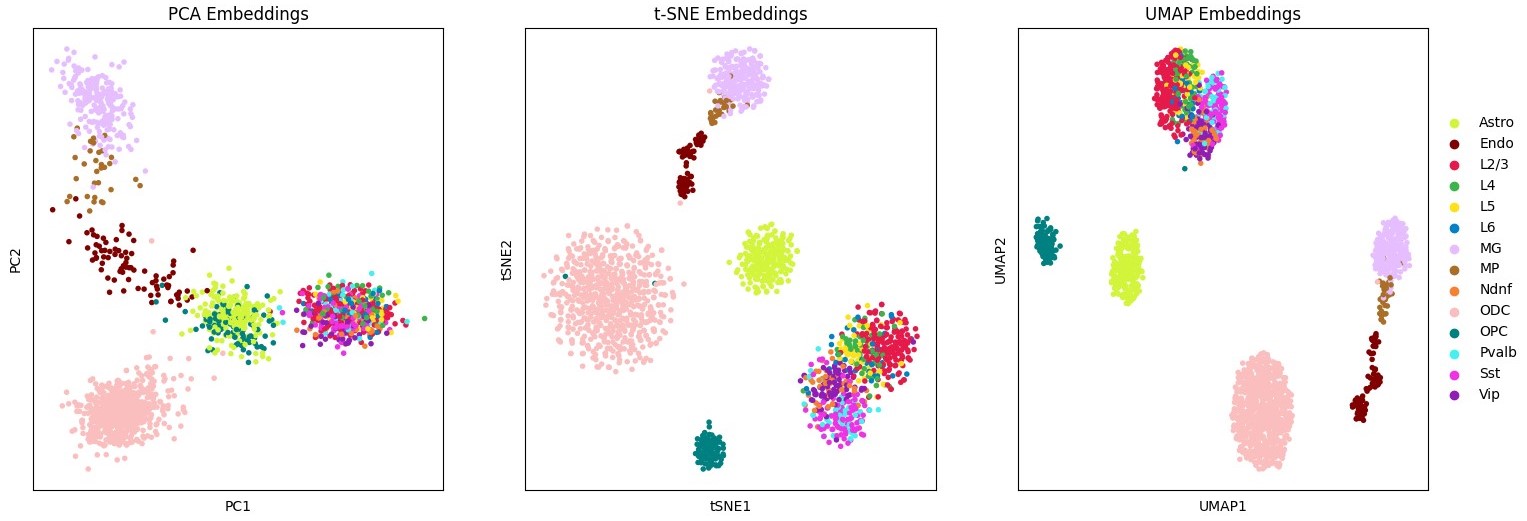 PCA Embeddings
t-SNE Embeddings
UMAP Embeddings
PC2
PC1
tSNE2
tSNE1
UMAP2
UMAP1
Astro
Endo
L2/3
L4
L5
L6
MG
MP
Ndnf
ODC
OPC
Pvalb
Sst
Vip